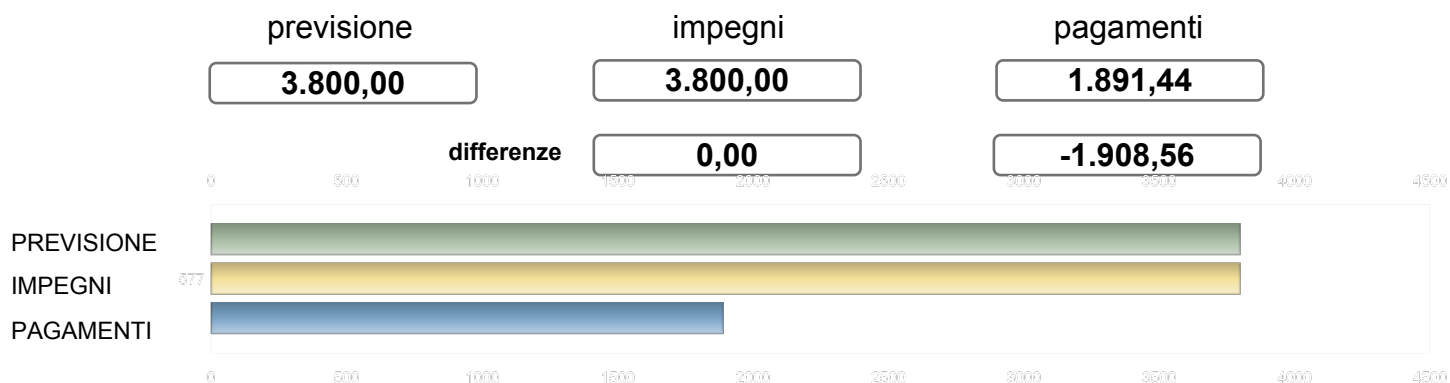 previsione impegni pagamenti
3.800,00 3.800,00 1.891,44
differenze 0,00 -1.908,56
0 500 1000 1500 2000 2500 3000 3500 4000 4500
PREVISIONE
577
IMPEGNI
PAGAMENTI
0 500 1000 1500 2000 2500 3000 3500 4000 4500